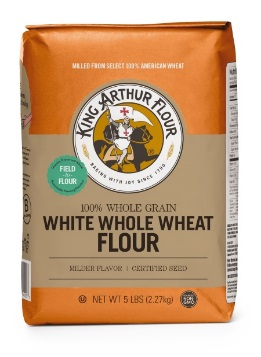 MILLED FROM SELECT 100% AMERICAN WHEAT
KING ARTHUR FLOUR
BAKING WITH JOY SINCE 1790
FIELD
TO
FLOUR
100% WHOLE GRAIN
WHITE WHOLE WHEAT
FLOUR
MILDER FLAVOR | CERTIFIED SEED
NET WT 5 LBS (2.27kg)